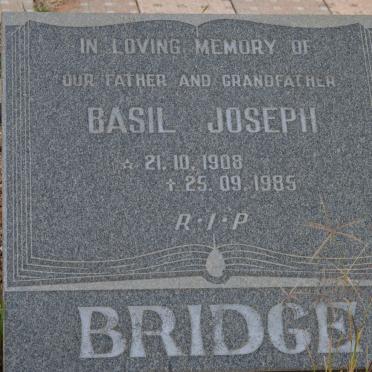 IN LOVING MEMORY OF
OUR FATHER AND GRANDFATHER
BASIL JOSEPH
☆ 21.10.1908
✝ 25.09.1985
R·I·P
BRIDGE